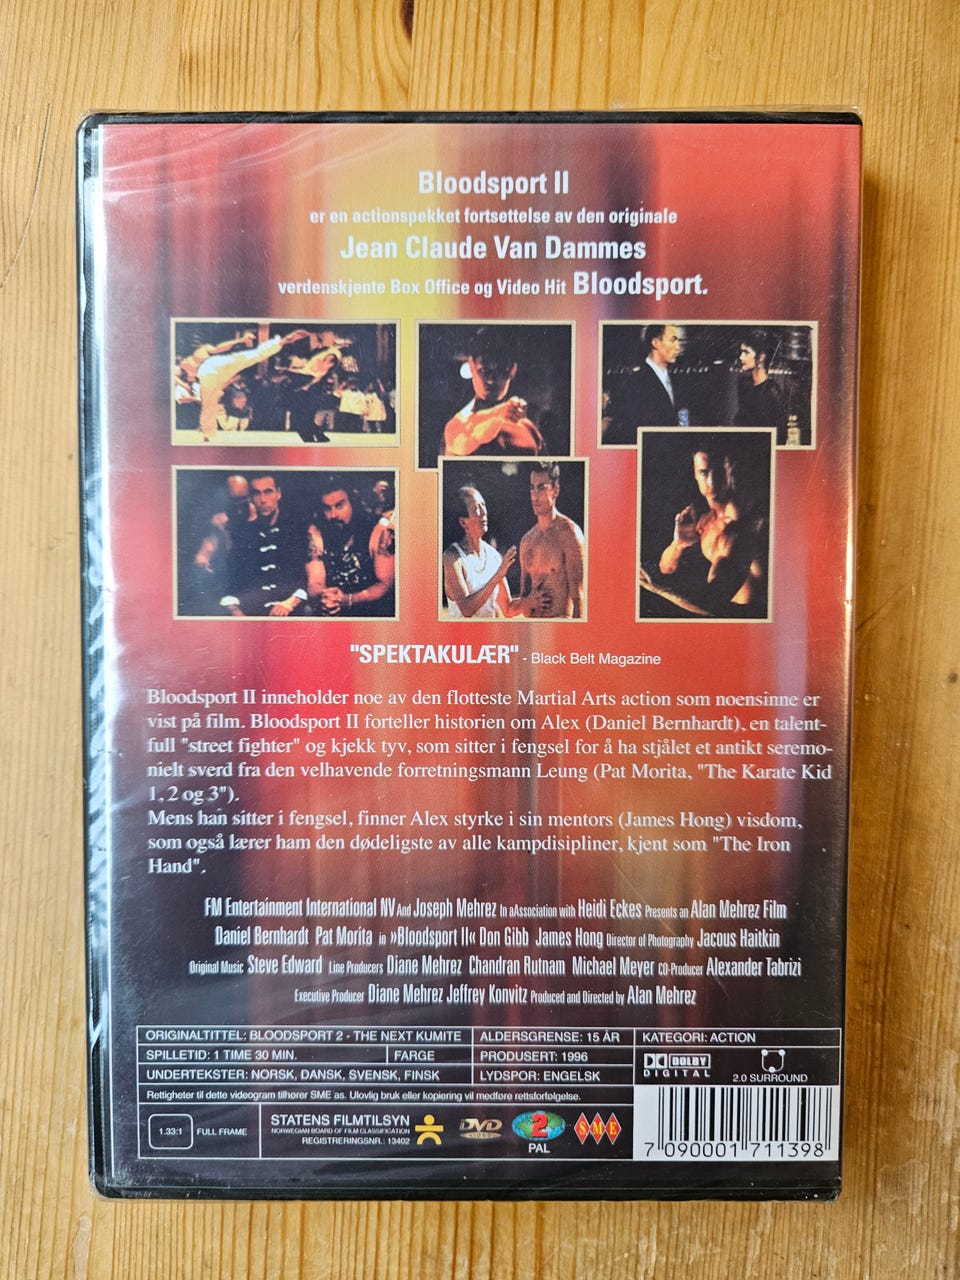 Bloodsport II
er en actionspekket fortsettelse av den originale
Jean Claude Van Dammes
verdenskjente Box Office og Video Hit Bloodsport.
"SPEKTAKULÆR" - Black Belt Magazine
Bloodsport II inneholder noe av den flotteste Martial Arts action som noensinne er
vist på film. Bloodsport II forteller historien om Alex (Daniel Bernhardt), en talent-
full "street fighter" og kjekk tyv, som sitter i fengsel for å ha stjålet et antikt seremo-
nielt sverd fra den velhavende forretningsmann Leung (Pat Morita, "The Karate Kid
1, 2 og 3").
Mens han sitter i fengsel, finner Alex styrke i sin mentors (James Hong) visdom,
som også lærer ham den dødeligste av alle kampdisipliner, kjent som "The Iron
Hand".
FM Entertainment International NV And Joseph Mehrez In aAssociation with Heidi Eckes Presents an Alan Mehrez Film
Daniel Bernhardt Pat Morita in »Bloodsport II« Don Gibb James Hong Director of Photography Jacous Haitkin
Original Music Steve Edward Line Producers Diane Mehrez Chandran Rutnam Michael Meyer CO-Producer Alexander Tabrizi
Executive Producer Diane Mehrez Jeffrey Konvitz Produced and Directed by Alan Mehrez
ORIGINALTITTEL: BLOODSPORT 2 - THE NEXT KUMITE ALDERSGRENSE: 15 ÅR KATEGORI: ACTION
SPILLETID: 1 TIME 30 MIN. FARGE PRODUSERT: 1996
UNDERTEKSTER: NORSK, DANSK, SVENSK, FINSK LYDSPOR: ENGELSK
DOLBY
DIGITAL
2.0 SURROUND
Rettigheter til dette videogram tilhører SME as. Ulovlig bruk eller kopiering vil medføre rettsforfølgelse.
1.33:1 FULL FRAME
STATENS FILMTILSYN
NORWEGIAN BOARD OF FILM CLASSIFICATION
REGISTRERINGSNR.: 13402
DVD
VIDEO
2
PAL
SME
7 090001 711398